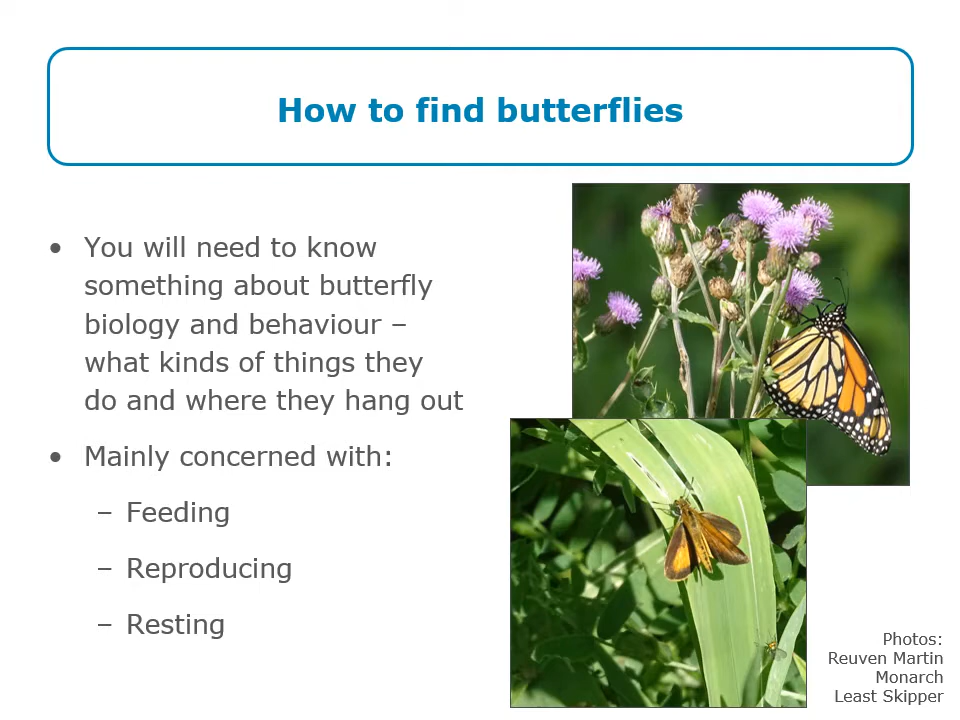 How to find butterflies
• You will need to know
something about butterfly
biology and behaviour –
what kinds of things they
do and where they hang out
• Mainly concerned with:
– Feeding
– Reproducing
– Resting
Photos:
Reuven Martin
Monarch
Least Skipper